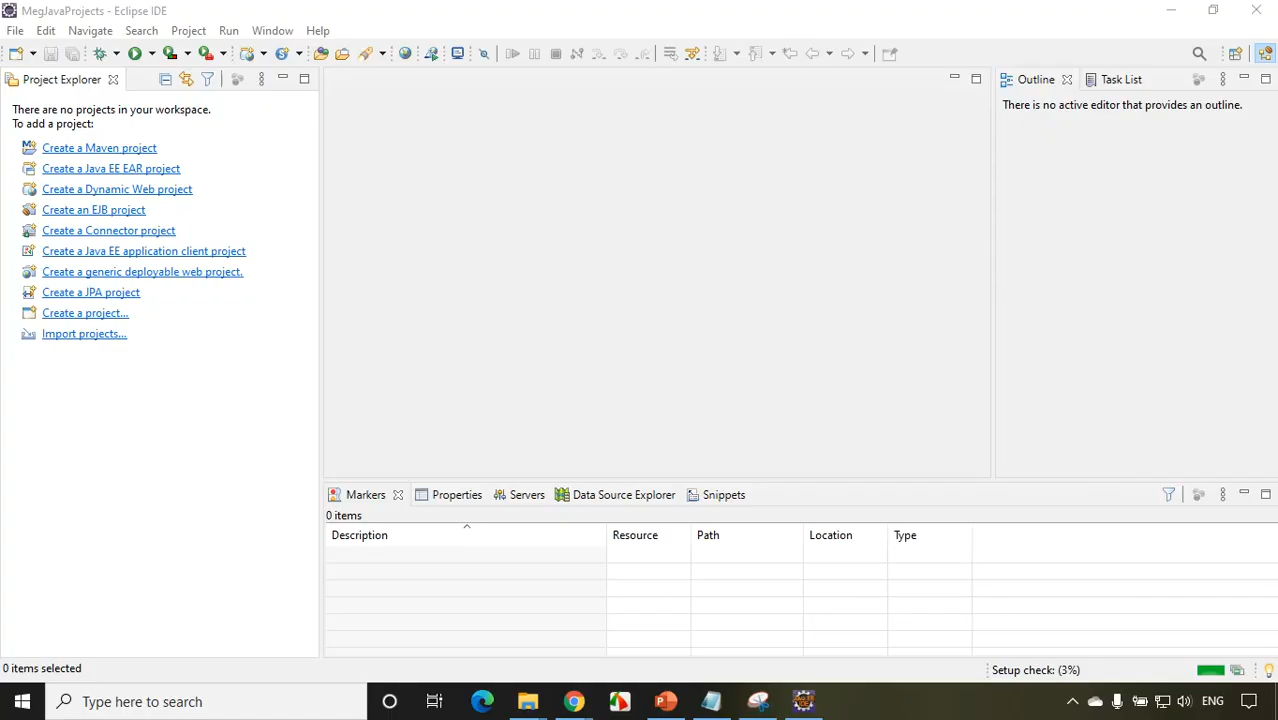 MegJavaProjects - Eclipse IDE
File Edit Navigate Search Project Run Window Help
Project Explorer
There are no projects in your workspace.
To add a project:
Create a Maven project
Create a Java EE EAR project
Create a Dynamic Web project
Create an EJB project
Create a Connector project
Create a Java EE application client project
Create a generic deployable web project.
Create a JPA project
Create a project...
Import projects...
Outline Task List
There is no active editor that provides an outline.
Markers Properties Servers Data Source Explorer Snippets
0 items
Description Resource Path Location Type
0 items selected
Setup check: (3%)
Type here to search
ENG